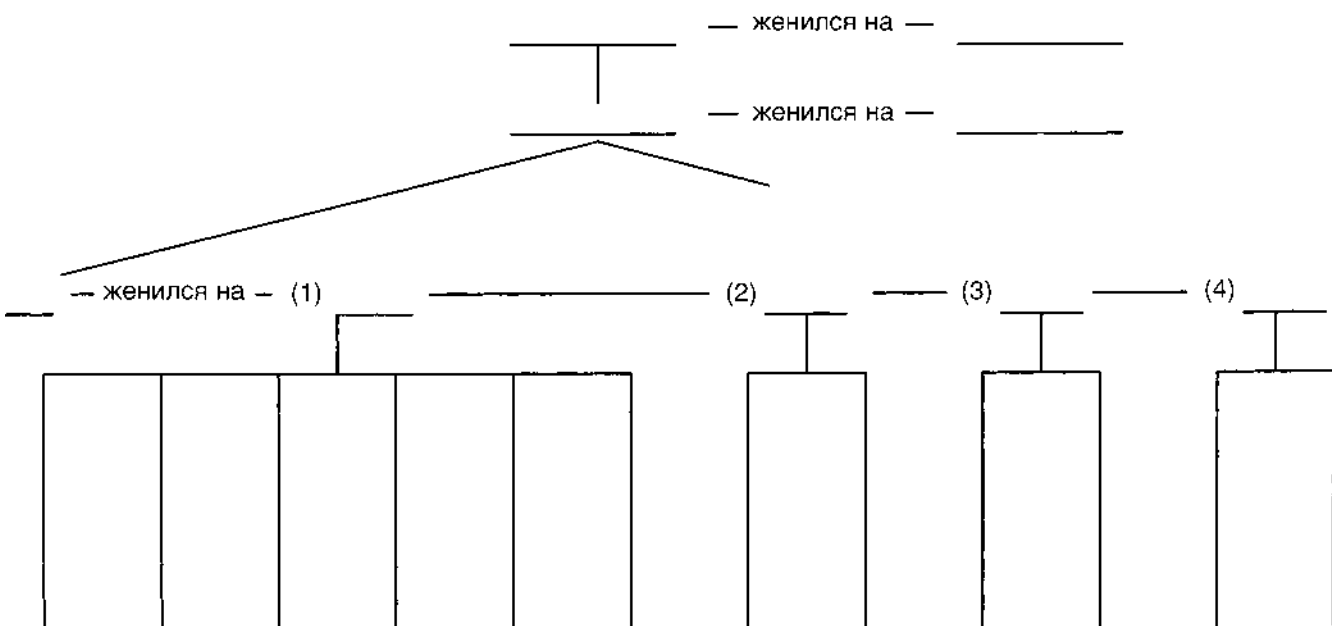 — женился на —
— женился на —
— женился на — (1) (2) (3) (4)